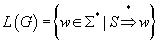 L(G) = {w ∈ Σ* | S ⇒* w}